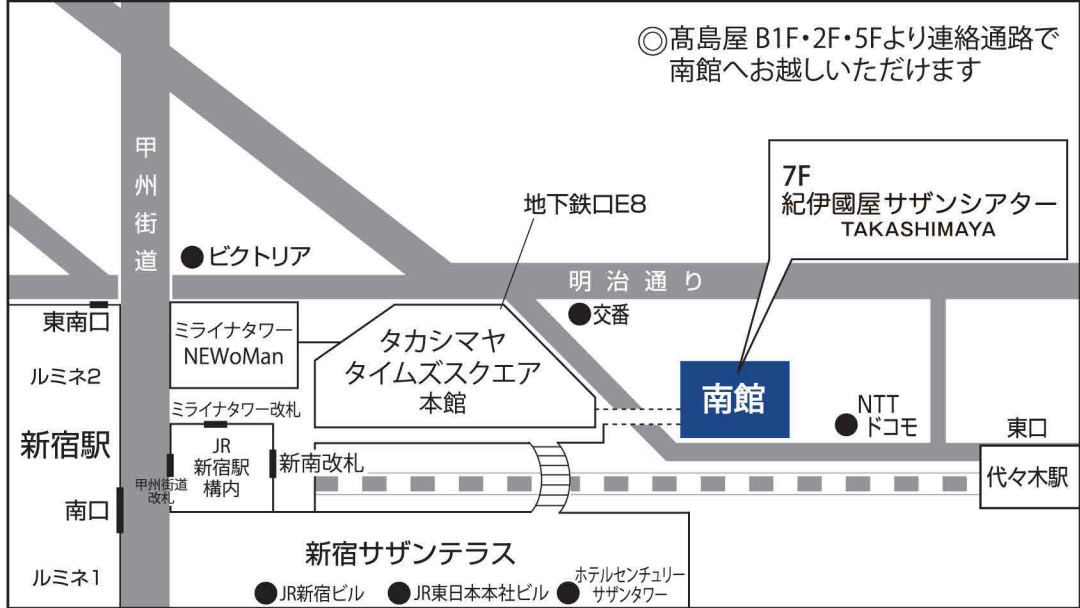 ◎髙島屋 B1F・2F・5Fより連絡通路で
南館へお越しいただけます
甲州街道
7F
紀伊國屋サザンシアター
TAKASHIMAYA
地下鉄口E8
●ビクトリア
明治通り
●交番
東南口
ミライナタワー
NEWoMan
タカシマヤ
タイムズスクエア
本館
ルミネ2
南館
NTT
●ドコモ
東口
ミライナタワー改札
新宿駅
JR
新宿駅
構内
新南改札
甲州街道
改札
代々木駅
南口
新宿サザンテラス
ルミネ1
●JR新宿ビル
●JR東日本本社ビル
●ホテルセンチュリー
サザンタワー